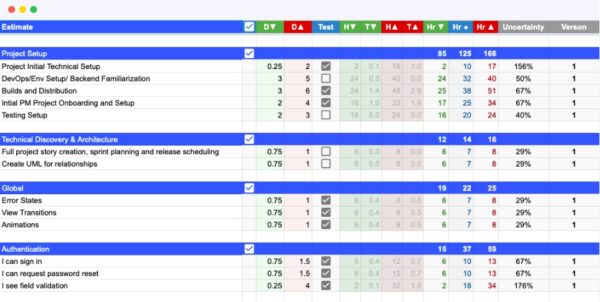 Estimate D▼ D▲ Test H▼ T▼ H▲ T▲ Hr▼ Hr ♦ Hr ▲ Uncertainty Verson
Project Setup 85 125 166
Project Initial Technical Setup 0.25 2 2 0.1 16 1.0 2 10 17 156% 1
DevOps/Env Setup/ Backend Familiarization 3 5 24 0.0 40 0.0 24 32 40 50% 1
Builds and Distribution 3 6 24 1.4 48 2.9 25 38 51 67% 1
Intial PM Project Onboarding and Setup 2 4 16 1.0 32 1.9 17 25 34 67% 1
Testing Setup 2 3 16 0.0 24 0.0 16 20 24 40% 1
Technical Discovery & Architecture 12 14 16
Full project story creation, sprint planning and release scheduling 0.75 1 6 0.0 8 0.0 6 7 8 29% 1
Create UML for relationships 0.75 1 6 0.0 8 0.0 6 7 8 29% 1
Global 19 22 25
Error States 0.75 1 6 0.4 8 0.5 6 7 8 29% 1
View Transitions 0.75 1 6 0.4 8 0.5 6 7 8 29% 1
Animations 0.75 1 6 0.4 8 0.5 6 7 8 29% 1
Authentication 15 37 59
I can sign in 0.75 1.5 6 0.4 12 0.7 6 10 13 67% 1
I can request password reset 0.75 1.5 6 0.4 12 0.7 6 10 13 67% 1
I see field validation 0.25 4 2 0.1 32 1.9 2 18 34 176% 1